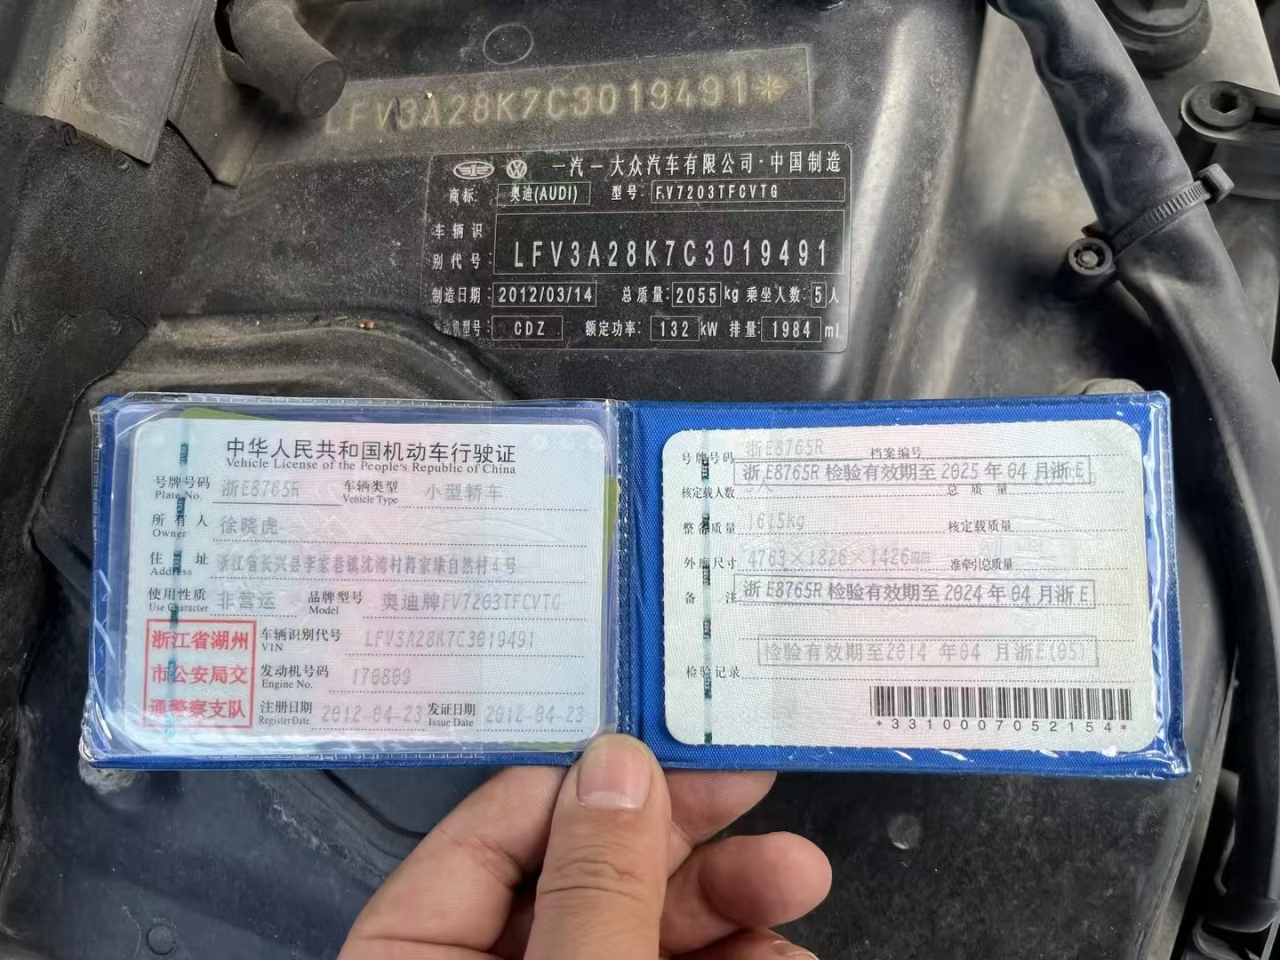 LFV3A28K7C3019491*
一汽一大众汽车有限公司·中国制造
商标: 奥迪(AUDI) 型号: FV7203TFCVTG
车辆识
别代号: LFV3A28K7C3019491
制造日期: 2012/03/14 总质量: 2055 kg 乘坐人数: 5 人
机型号: CDZ 额定功率: 132 kW 排量: 1984 ml
中华人民共和国机动车行驶证
Vehicle License of the People's Republic of China
号牌号码 浙E8765R 车辆类型 小型轿车
Plate No. Vehicle Type
所有人 徐晓虎
Owner
住址 浙江省长兴县李家巷镇沈湾村蒋家塘自然村4号
Address
使用性质 非营运 品牌型号 奥迪牌FV7203TFCVTG
Use Character Model
浙江省湖州
市公安局交
通警察支队
车辆识别代号 LFV3A28K7C3019491
VIN
发动机号码 170809
Engine No.
注册日期 2012-04-23 发证日期 2012-04-23
Register Date Issue Date
号牌号码 浙E8765R 档案编号
浙E8765R 检验有效期至 2025 年 04 月浙E
核定载人数 5人 总质量
整备质量 1615kg 核定载质量
外廓尺寸 4763×1826×1426mm 准牵引总质量
备注 浙E8765R 检验有效期至 2024 年 04 月浙E
检验有效期至2014 年04 月浙E(05)
检验记录
*3310007052154*